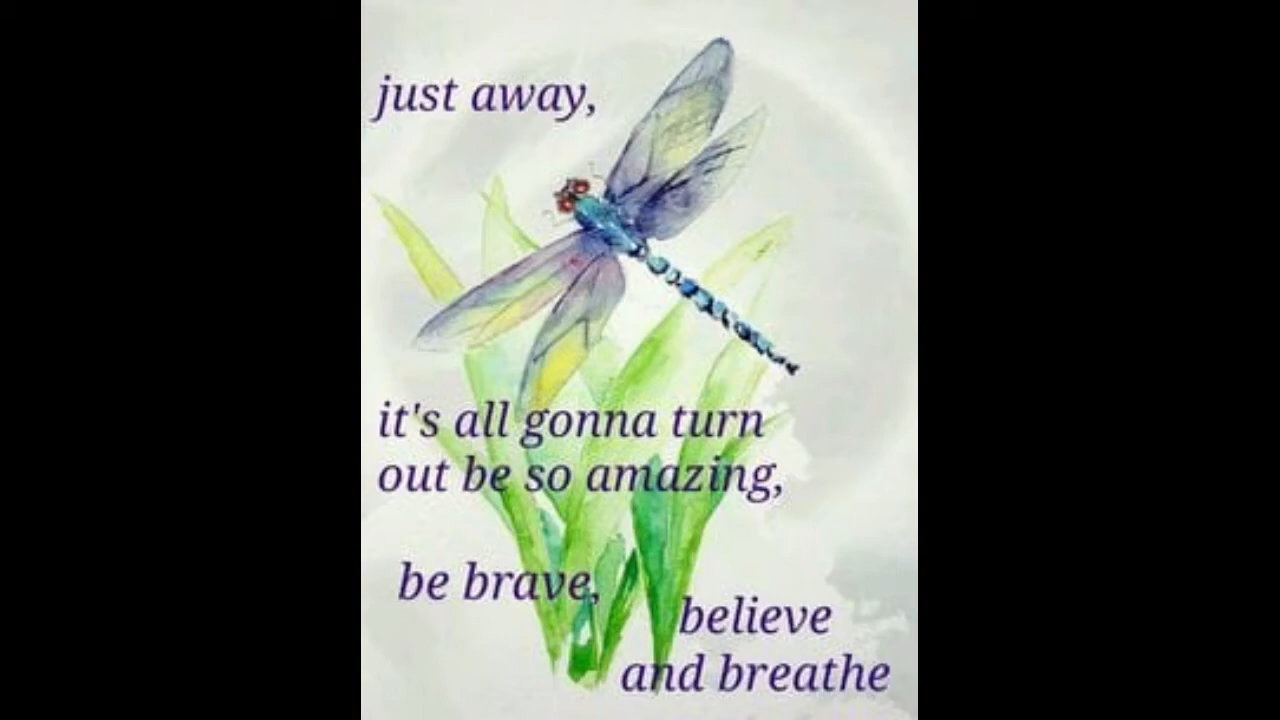 just away,
it's all gonna turn
out be so amazing,
be brave,
believe
and breathe